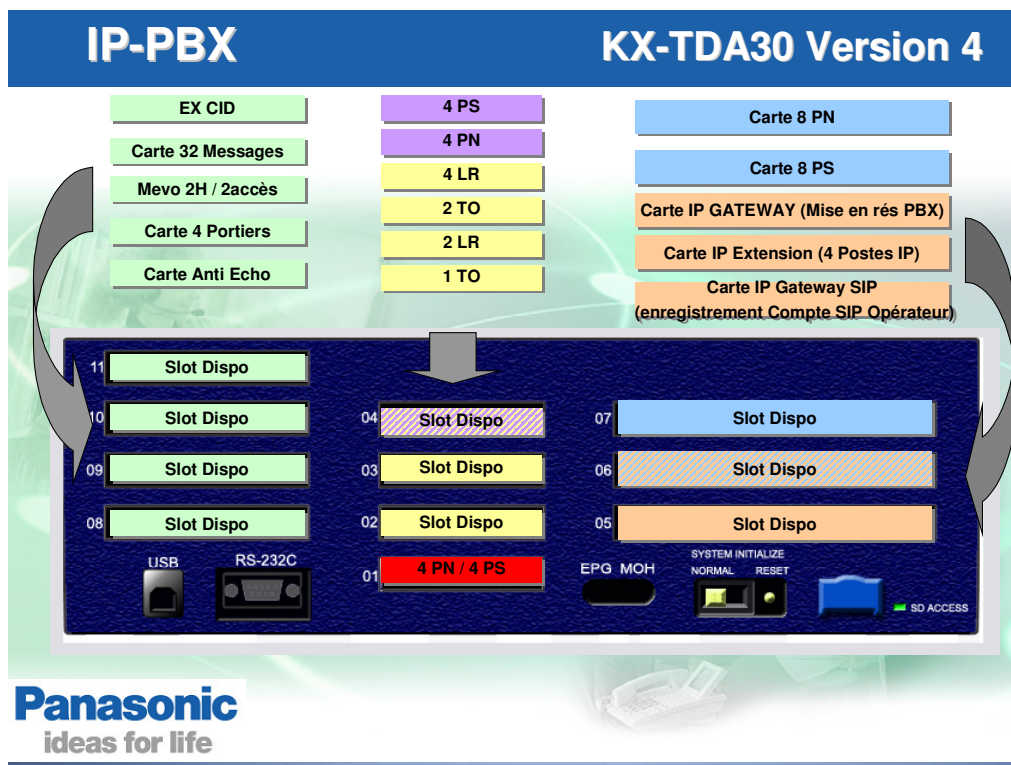 IP-PBX
KX-TDA30 Version 4
EX CID
Carte 32 Messages
Mevo 2H / 2accès
Carte 4 Portiers
Carte Anti Echo
4 PS
4 PN
4 LR
2 TO
2 LR
1 TO
Carte 8 PN
Carte 8 PS
Carte IP GATEWAY (Mise en rés PBX)
Carte IP Extension (4 Postes IP)
Carte IP Gateway SIP
(enregistrement Compte SIP Opérateur)
11 Slot Dispo
10 Slot Dispo
09 Slot Dispo
08 Slot Dispo
USB
RS-232C
04 Slot Dispo
03 Slot Dispo
02 Slot Dispo
01 4 PN / 4 PS
07 Slot Dispo
06 Slot Dispo
05 Slot Dispo
EPG MOH
SYSTEM INITIALIZE
NORMAL RESET
SD ACCESS
Panasonic
ideas for life